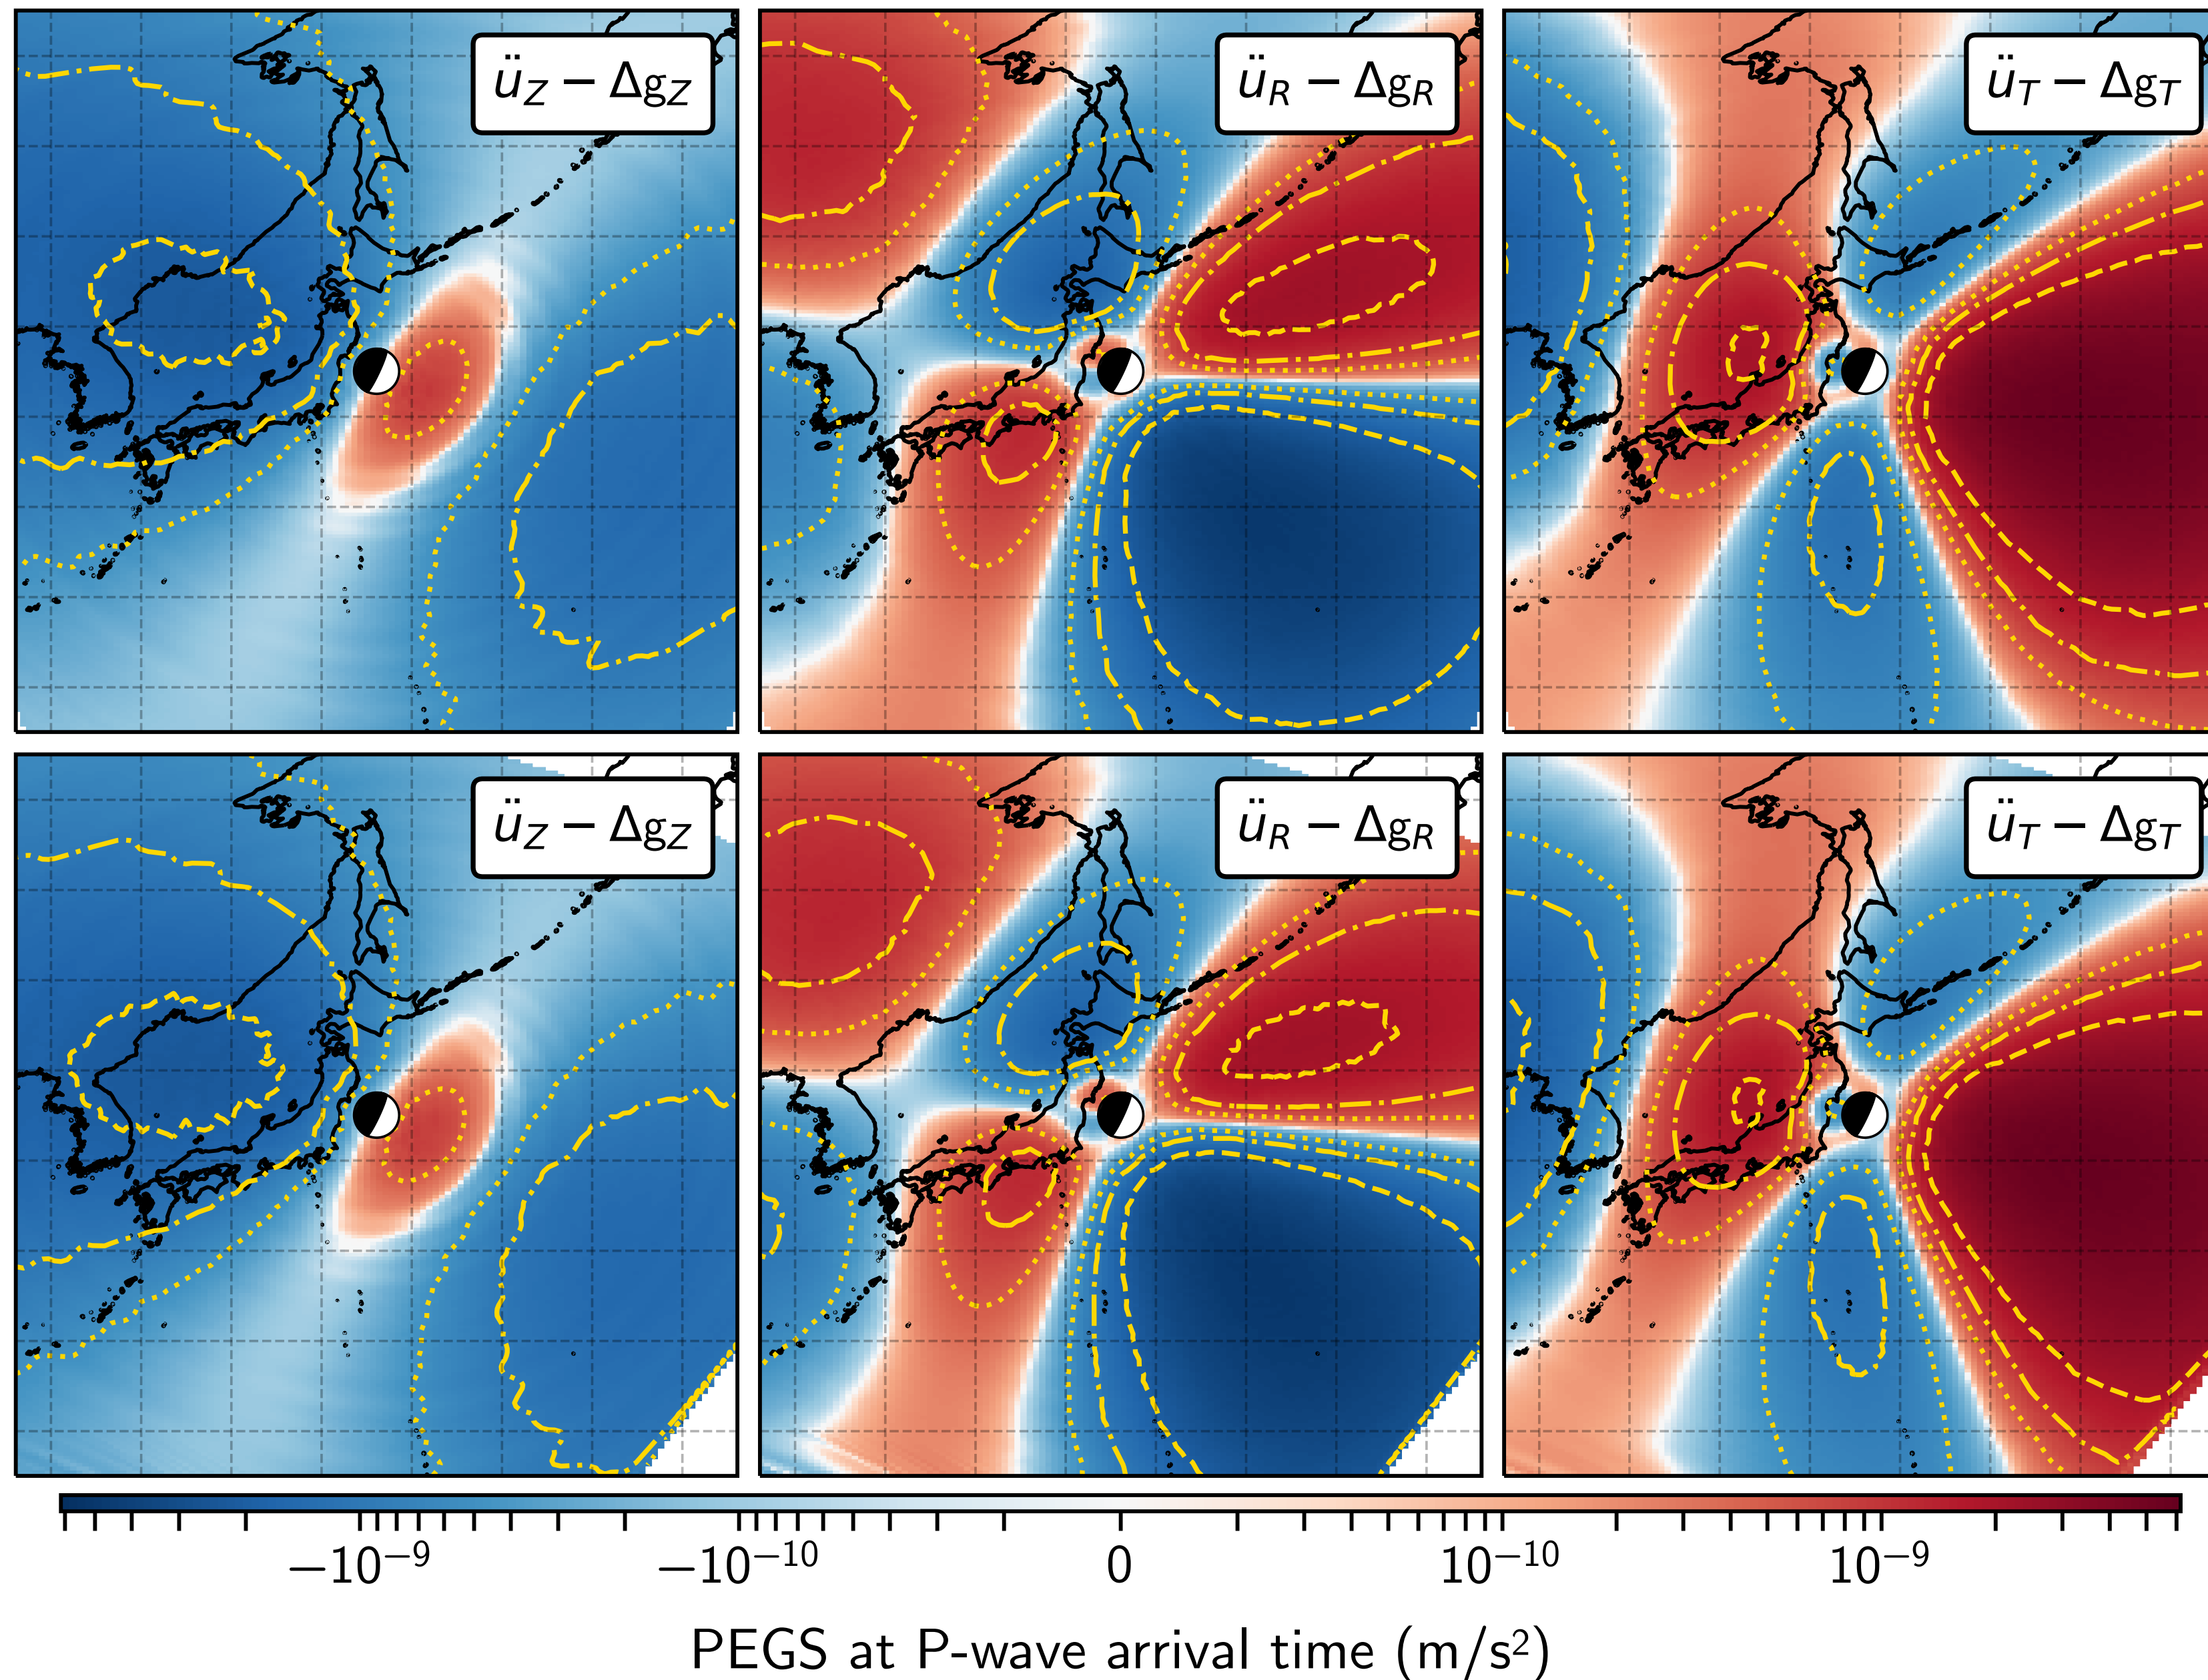 üZ − ΔgZ
üR − ΔgR
üT − ΔgT
üZ − ΔgZ
üR − ΔgR
üT − ΔgT
−10⁻⁹ −10⁻¹⁰ 0 10⁻¹⁰ 10⁻⁹
PEGS at P-wave arrival time (m/s²)